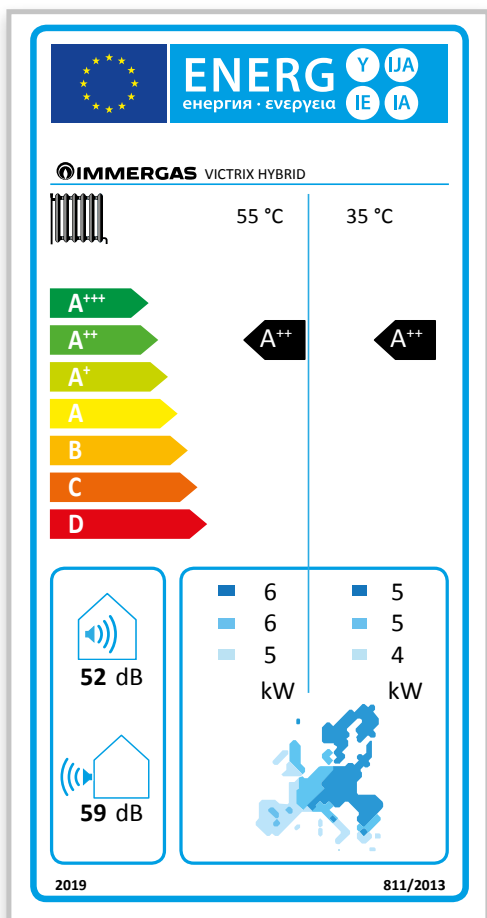 ENERG Y IJA
енергия · ενεργεια IE IA
IMMERGAS VICTRIX HYBRID
55 °C 35 °C
A+++
A++ A++ A++
A+
A
B
C
D
6 5
6 5
5 4
kW kW
52 dB
59 dB
2019 811/2013